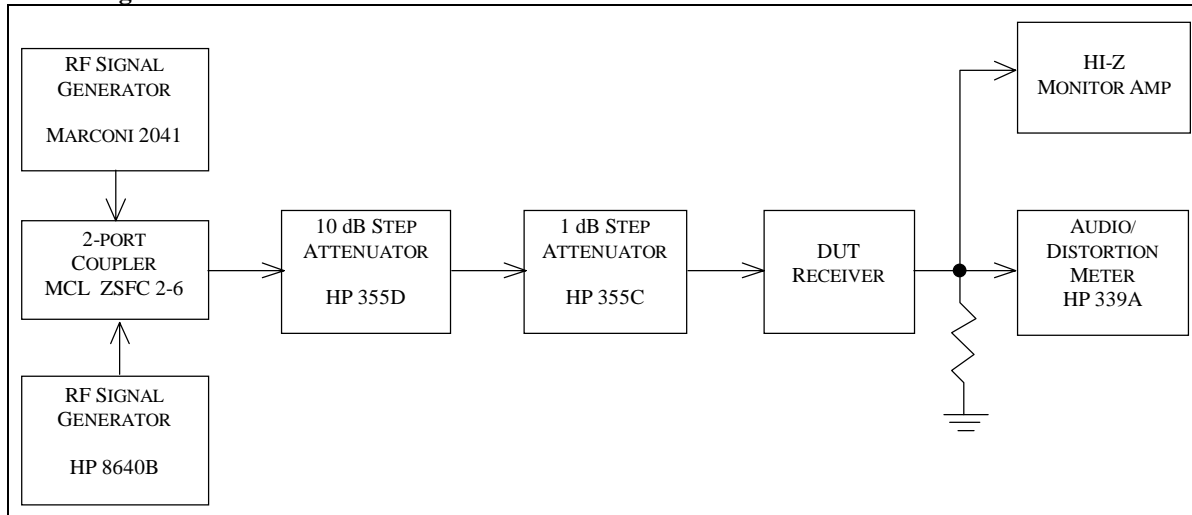 RF SIGNAL
GENERATOR
MARCONI 2041
2-PORT
COUPLER
MCL ZSFC 2-6
RF SIGNAL
GENERATOR
HP 8640B
10 dB STEP
ATTENUATOR
HP 355D
1 dB STEP
ATTENUATOR
HP 355C
DUT
RECEIVER
HI-Z
MONITOR AMP
AUDIO/
DISTORTION
METER
HP 339A